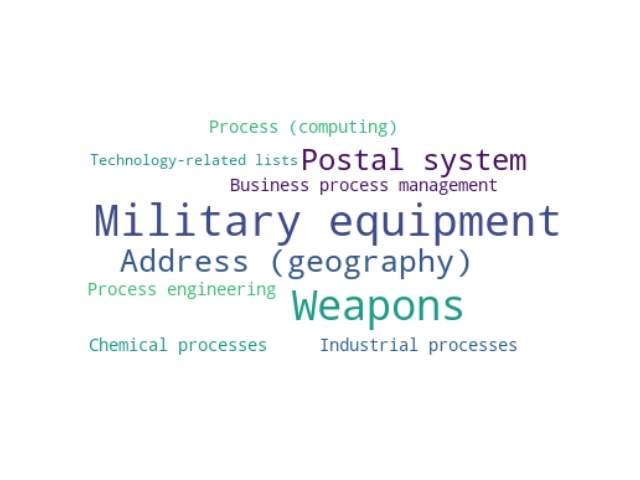 Process (computing)
Technology-related lists Postal system
Business process management
Military equipment
Address (geography)
Process engineering Weapons
Chemical processes Industrial processes